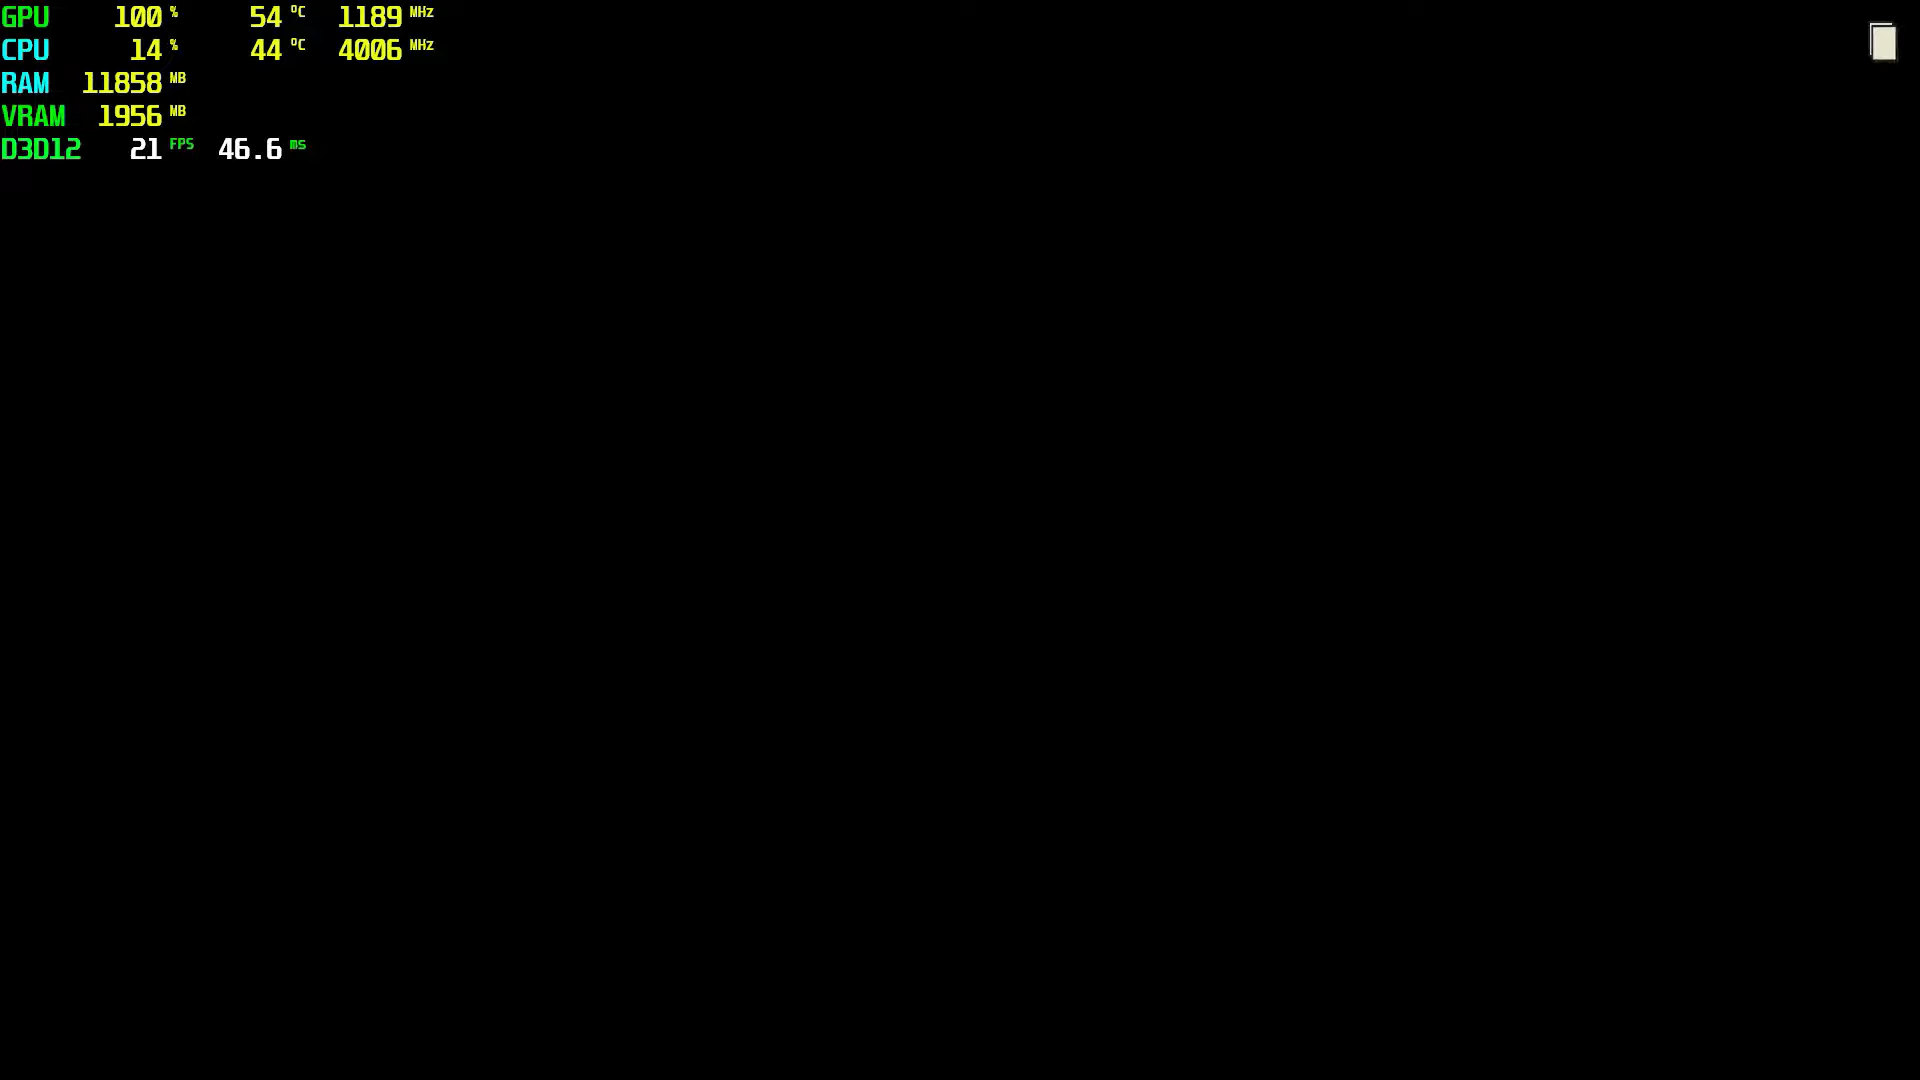 GPU 100 % 54 °C 1189 MHz
CPU 14 % 44 °C 4006 MHz
RAM 11858 MB
VRAM 1956 MB
D3D12 21 FPS 46.6 ms